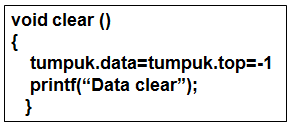 void clear ()
{
tumpuk.data=tumpuk.top=-1
printf(“Data clear”);
}